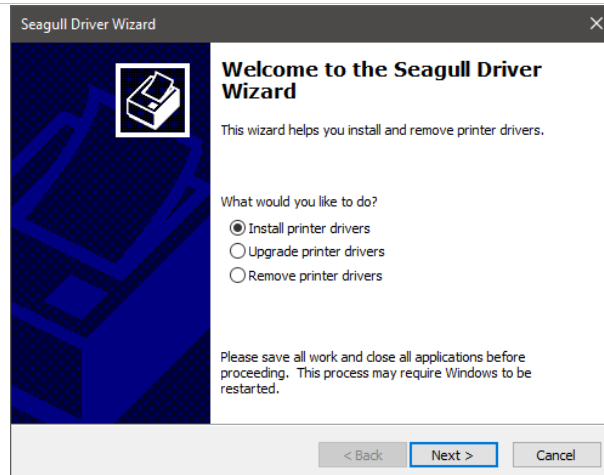 Seagull Driver Wizard
Welcome to the Seagull Driver
Wizard
This wizard helps you install and remove printer drivers.
What would you like to do?
Install printer drivers
Upgrade printer drivers
Remove printer drivers
Please save all work and close all applications before
proceeding. This process may require Windows to be
restarted.
< Back Next > Cancel